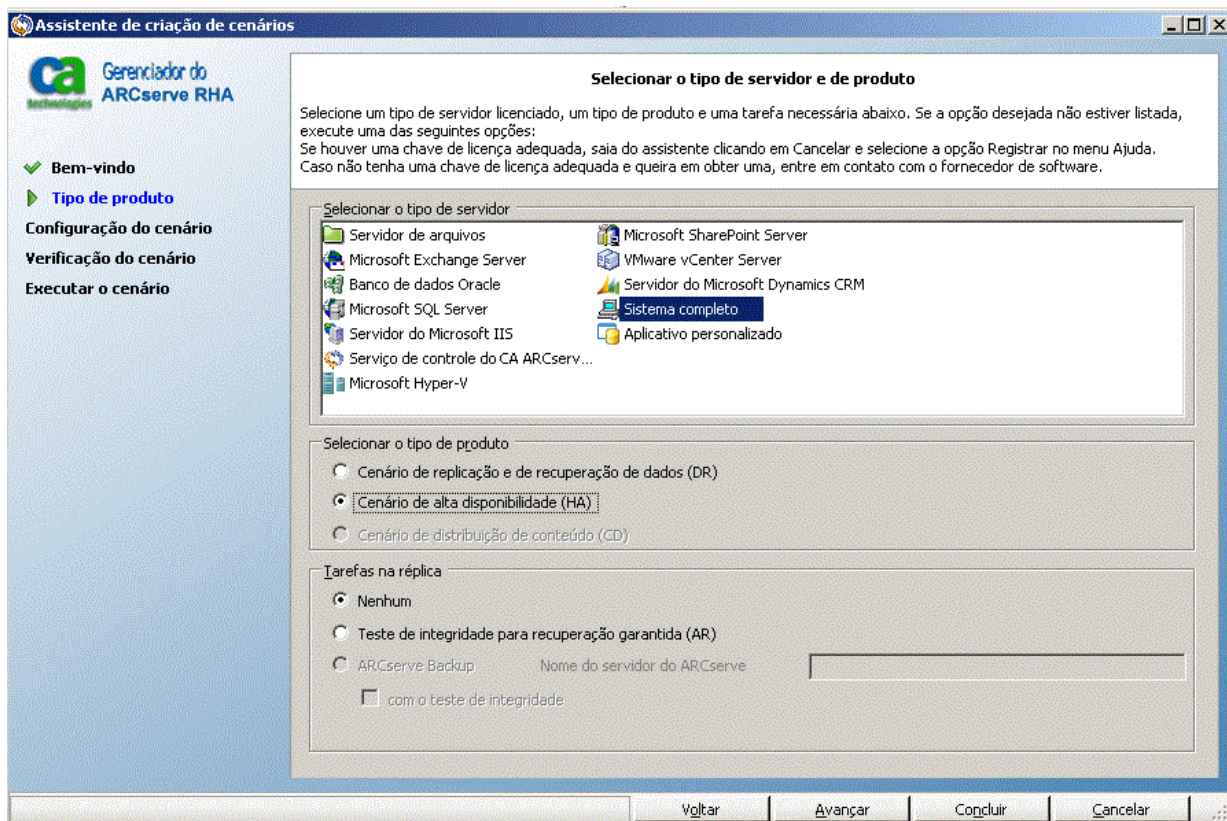 Assistente de criação de cenários
ca
technologies
Gerenciador do
ARCserve RHA
Bem-vindo
Tipo de produto
Configuração do cenário
Verificação do cenário
Executar o cenário
Selecionar o tipo de servidor e de produto
Selecione um tipo de servidor licenciado, um tipo de produto e uma tarefa necessária abaixo. Se a opção desejada não estiver listada,
execute uma das seguintes opções:
Se houver uma chave de licença adequada, saia do assistente clicando em Cancelar e selecione a opção Registrar no menu Ajuda.
Caso não tenha uma chave de licença adequada e queira em obter uma, entre em contato com o fornecedor de software.
Selecionar o tipo de servidor
Servidor de arquivos
Microsoft Exchange Server
Banco de dados Oracle
Microsoft SQL Server
Servidor do Microsoft IIS
Serviço de controle do CA ARCserv...
Microsoft Hyper-V
Microsoft SharePoint Server
VMware vCenter Server
Servidor do Microsoft Dynamics CRM
Sistema completo
Aplicativo personalizado
Selecionar o tipo de produto
Cenário de replicação e de recuperação de dados (DR)
Cenário de alta disponibilidade (HA)
Cenário de distribuição de conteúdo (CD)
Tarefas na réplica
Nenhum
Teste de integridade para recuperação garantida (AR)
ARCserve Backup
Nome do servidor do ARCserve
com o teste de integridade
Voltar
Avançar
Concluir
Cancelar